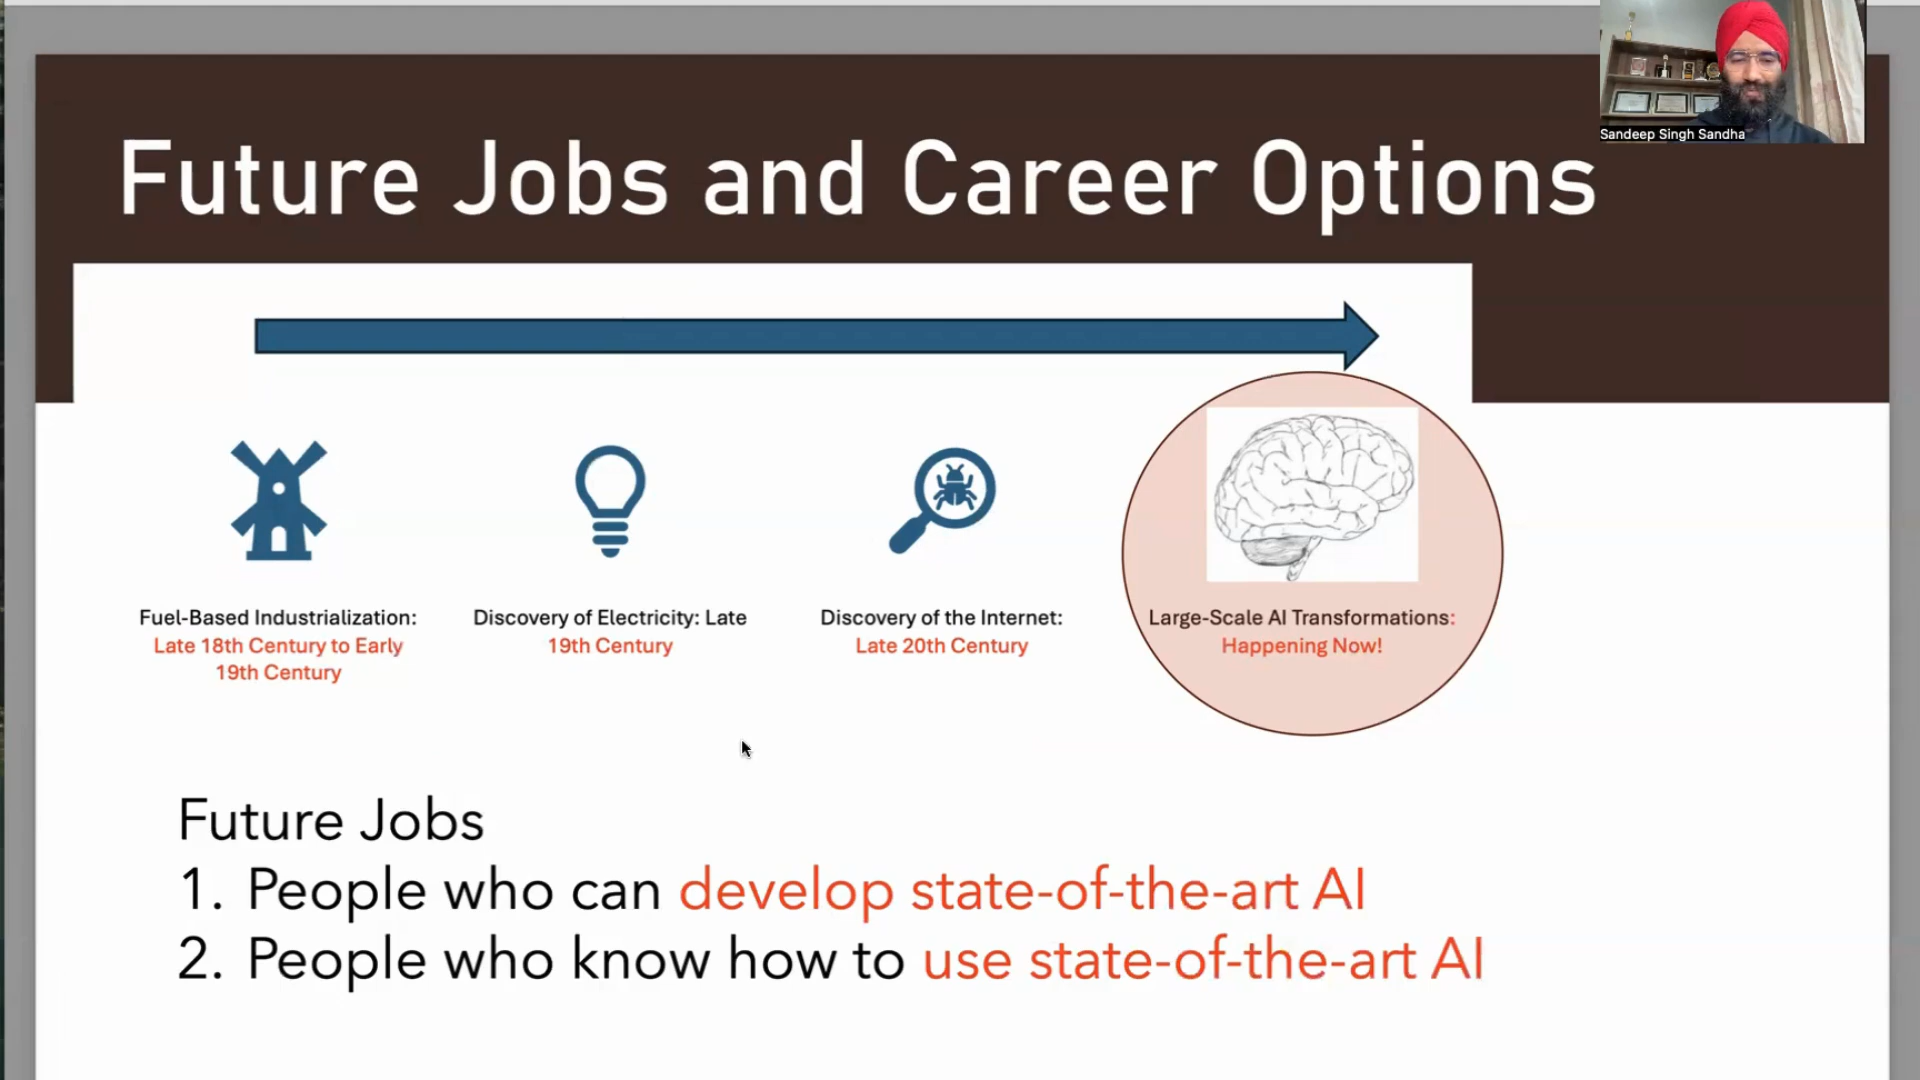 Sandeep Singh Sandha
Future Jobs and Career Options
Fuel-Based Industrialization:
Late 18th Century to Early
19th Century
Discovery of Electricity: Late
19th Century
Discovery of the Internet:
Late 20th Century
Large-Scale AI Transformations:
Happening Now!
Future Jobs
1. People who can develop state-of-the-art AI
2. People who know how to use state-of-the-art AI